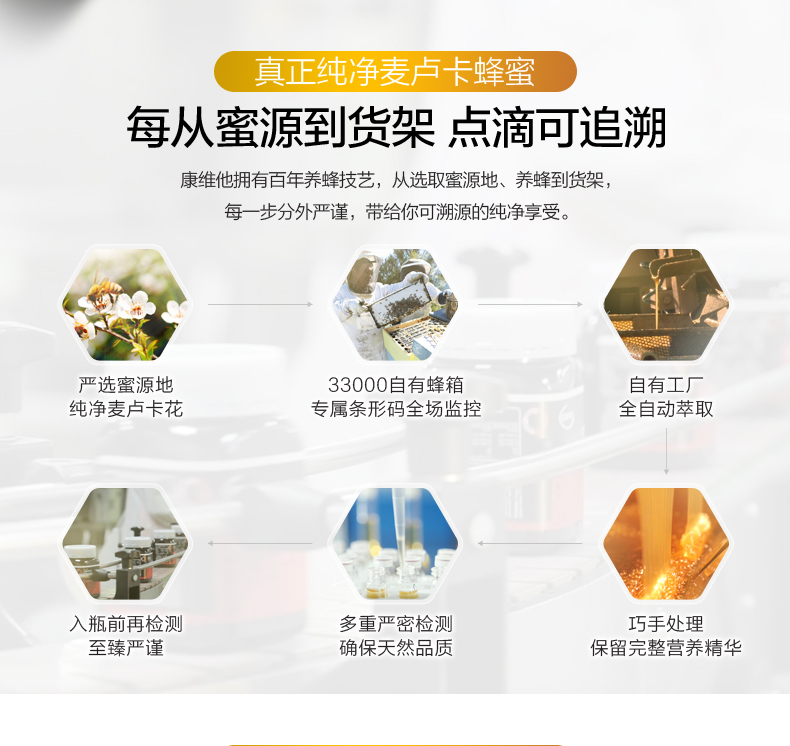 真正纯净麦卢卡蜂蜜
每从蜜源到货架 点滴可追溯
康维他拥有百年养蜂技艺，从选取蜜源地、养蜂到货架，
每一步分外严谨，带给你可溯源的纯净享受。
严选蜜源地
纯净麦卢卡花
33000自有蜂箱
专属条形码全场监控
自有工厂
全自动萃取
巧手处理
保留完整营养精华
多重严密检测
确保天然品质
入瓶前再检测
至臻严谨